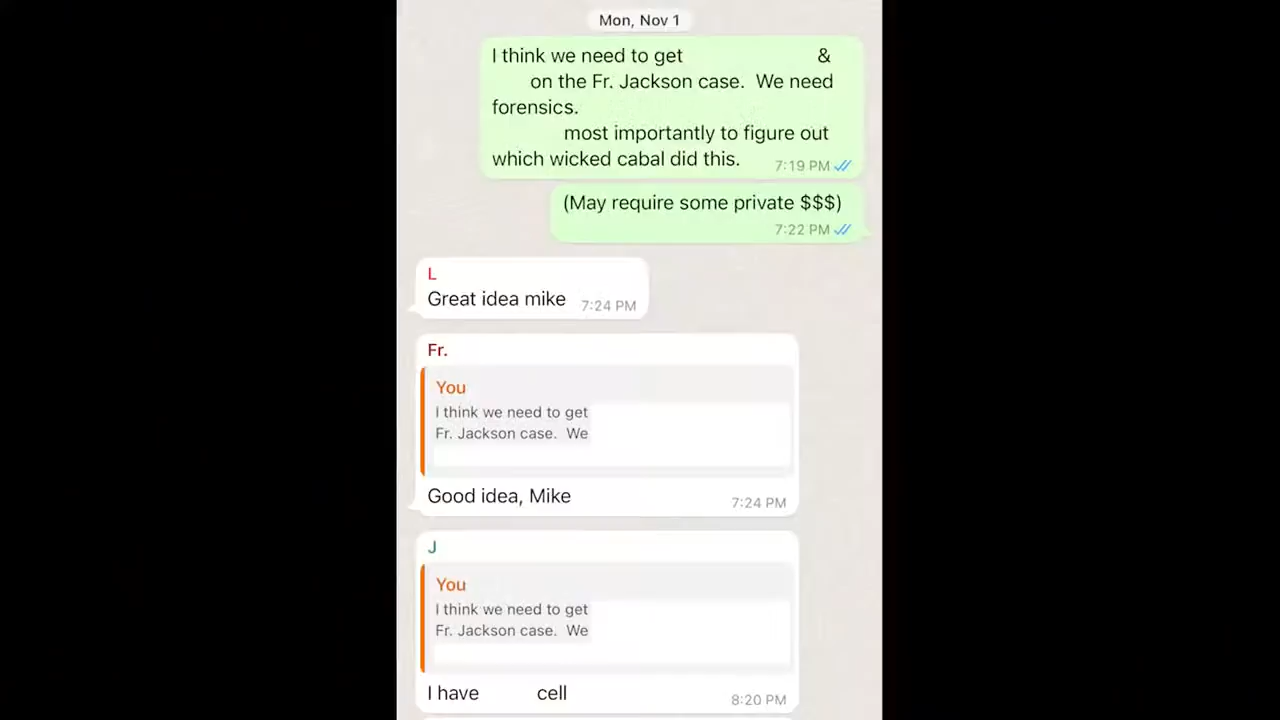 Mon, Nov 1
I think we need to get &
on the Fr. Jackson case. We need
forensics.
most importantly to figure out
which wicked cabal did this. 7:19 PM
(May require some private $$$)
7:22 PM
L
Great idea mike 7:24 PM
Fr.
You
I think we need to get
Fr. Jackson case. We
Good idea, Mike 7:24 PM
J
You
I think we need to get
Fr. Jackson case. We
I have cell 8:20 PM